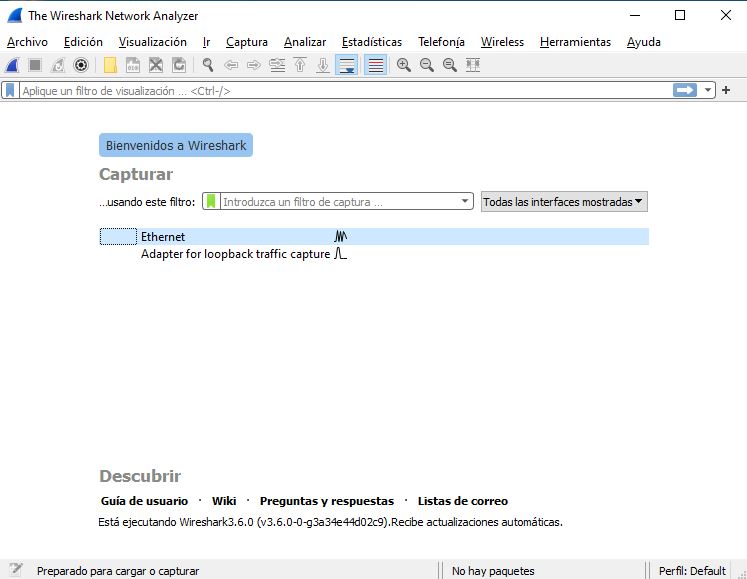 The Wireshark Network Analyzer
Archivo Edición Visualización Ir Captura Analizar Estadísticas Telefonía Wireless Herramientas Ayuda
Aplique un filtro de visualización ... <Ctrl-/>
Bienvenidos a Wireshark
Capturar
...usando este filtro: Introduzca un filtro de captura ... Todas las interfaces mostradas
Ethernet
Adapter for loopback traffic capture
Descubrir
Guía de usuario · Wiki · Preguntas y respuestas · Listas de correo
Está ejecutando Wireshark3.6.0 (v3.6.0-0-g3a34e44d02c9).Recibe actualizaciones automáticas.
Preparado para cargar o capturar No hay paquetes Perfil: Default